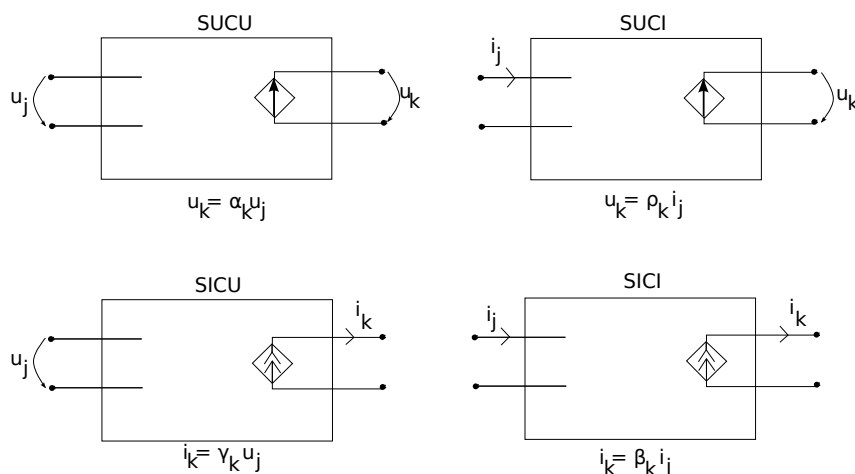 SUCU
SUCI
u_j
u_k
i_j
u_k
u_k= α_k u_j
u_k= ρ_k i_j
SICU
SICI
u_j
i_k
i_j
i_k
i_k= γ_k u_j
i_k= β_k i_j